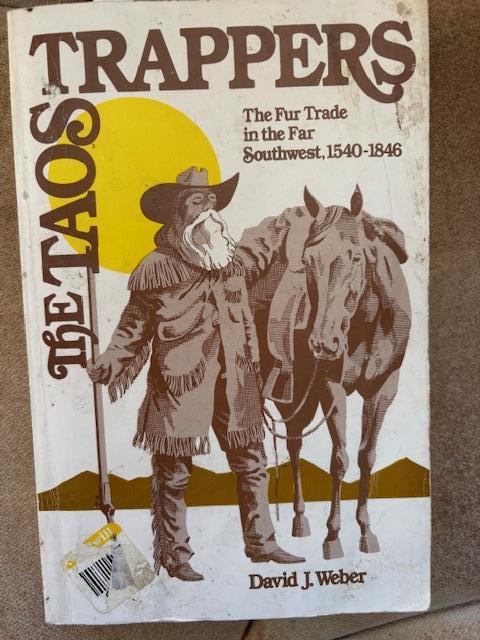 The TAOS
TRAPPERS
The Fur Trade
in the Far
Southwest, 1540-1846
David J. Weber